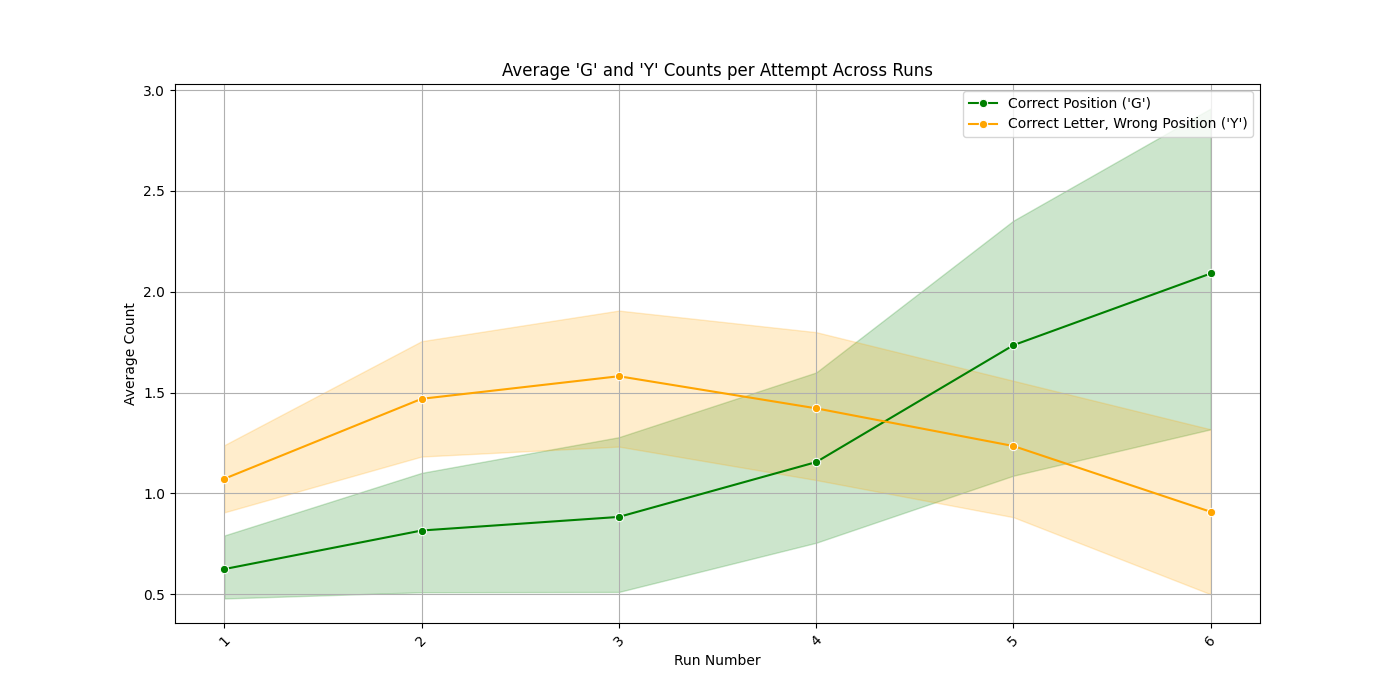 Average 'G' and 'Y' Counts per Attempt Across Runs
Correct Position ('G')
Correct Letter, Wrong Position ('Y')
3.0
2.5
2.0
1.5
1.0
0.5
Average Count
1 2 3 4 5 6
Run Number